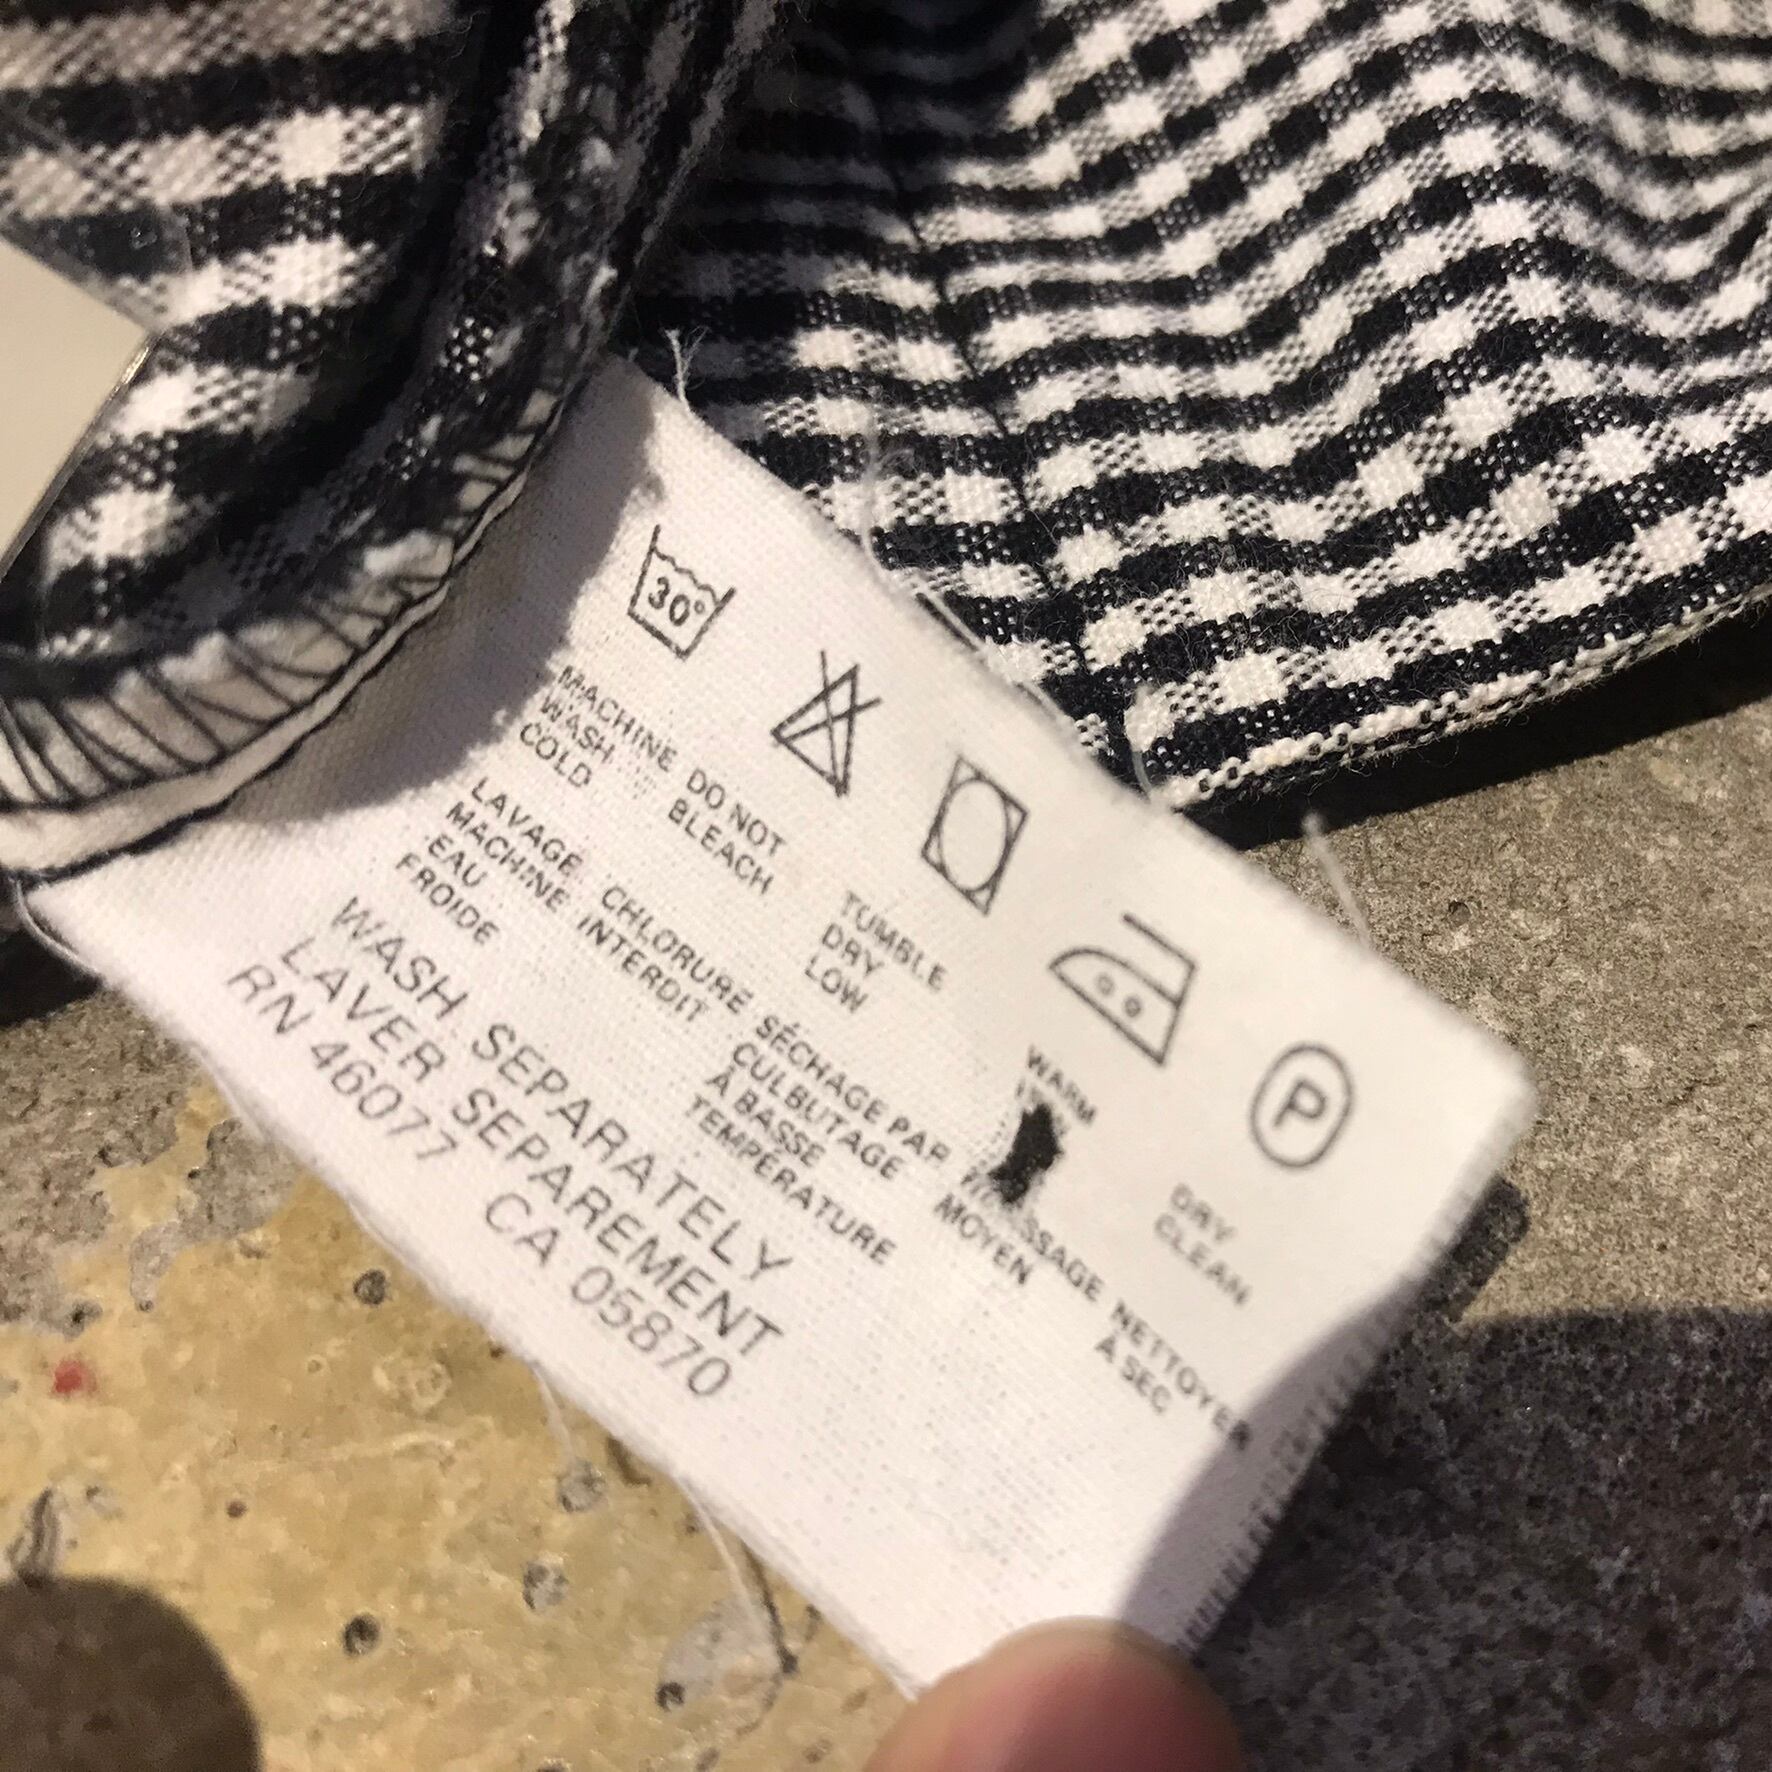 30°
MACHINE
WASH
COLD
DO NOT
BLEACH
TUMBLE
DRY
LOW
WARM
P
DRY
CLEAN
LAVAGE
MACHINE
EAU
FROIDE
CHLORURE
INTERDIT
SÉCHAGE PAR
CULBUTAGE
À BASSE
TEMPÉRATURE
MOYEN
NETTOYER
À SEC
WASH SEPARATELY
LAVER SEPAREMENT
RN 46077 CA 05870